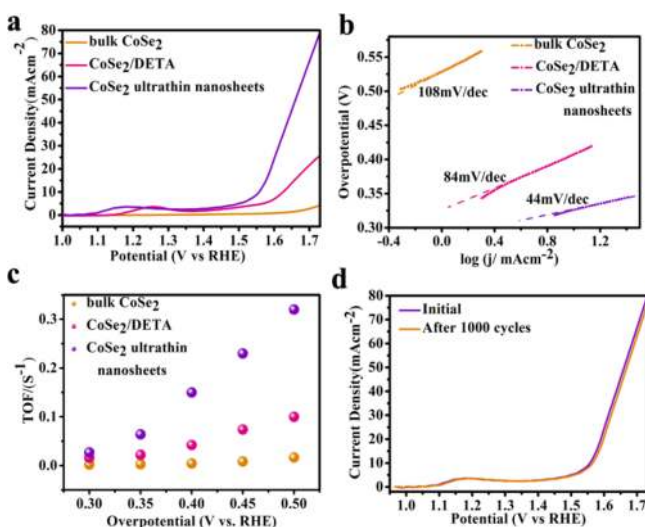 a
80
70
60
50
40
30
20
10
0
Current Density(mAcm-2)
bulk CoSe2
CoSe2/DETA
CoSe2 ultrathin nanosheets
1.0 1.1 1.2 1.3 1.4 1.5 1.6 1.7
Potential (V vs RHE)
b
0.55
0.50
0.40
0.35
0.30
Overpotential (V)
bulk CoSe2
CoSe2/DETA
CoSe2 ultrathin
nanosheets
108mV/dec
84mV/dec
44mV/dec
-0.4 0.0 0.4 0.8 1.2
log (j/ mAcm-2)
c
0.3
0.2
0.1
0.0
TOF/(S-1)
bulk CoSe2
CoSe2/DETA
CoSe2 ultrathin
nanosheets
0.30 0.35 0.40 0.45 0.50
Overpotential (V vs. RHE)
d
80
70
60
50
40
30
20
10
0
Current Density(mAcm-2)
Initial
After 1000 cycles
1.0 1.1 1.2 1.3 1.4 1.5 1.6 1.7
Potential (V vs RHE)